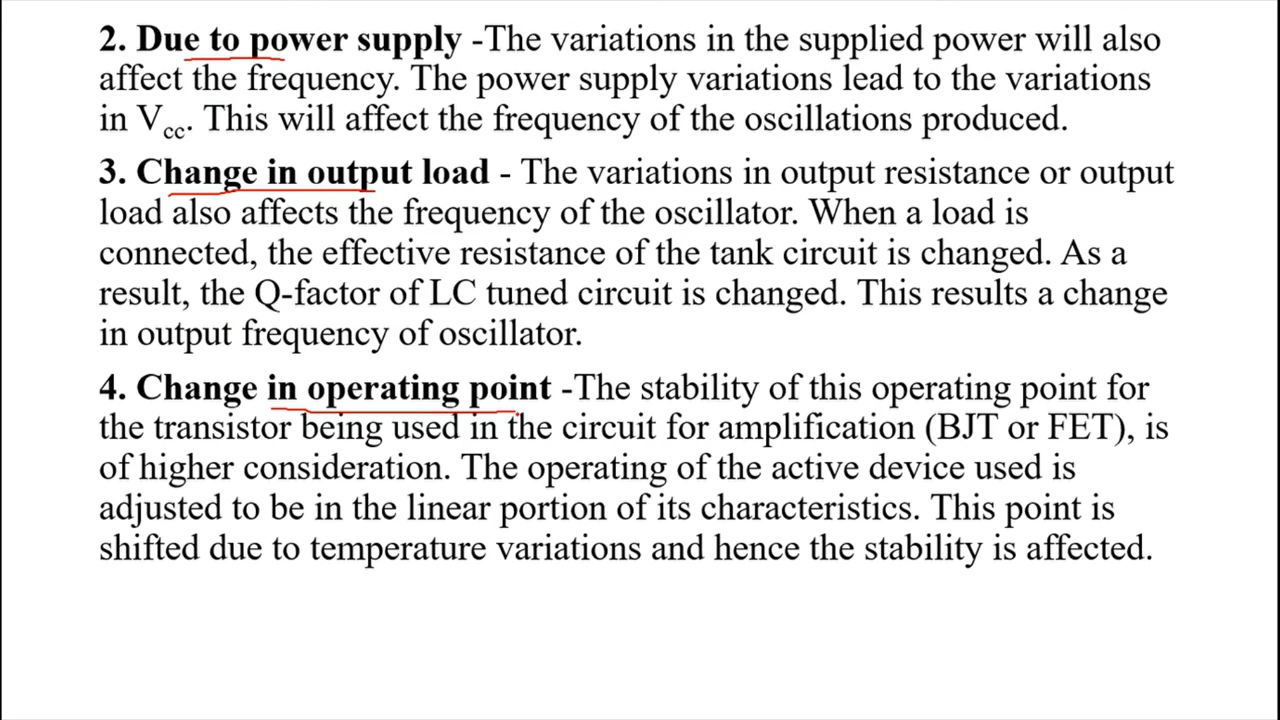 2. Due to power supply -The variations in the supplied power will also
affect the frequency. The power supply variations lead to the variations
in Vcc. This will affect the frequency of the oscillations produced.
3. Change in output load - The variations in output resistance or output
load also affects the frequency of the oscillator. When a load is
connected, the effective resistance of the tank circuit is changed. As a
result, the Q-factor of LC tuned circuit is changed. This results a change
in output frequency of oscillator.
4. Change in operating point -The stability of this operating point for
the transistor being used in the circuit for amplification (BJT or FET), is
of higher consideration. The operating of the active device used is
adjusted to be in the linear portion of its characteristics. This point is
shifted due to temperature variations and hence the stability is affected.